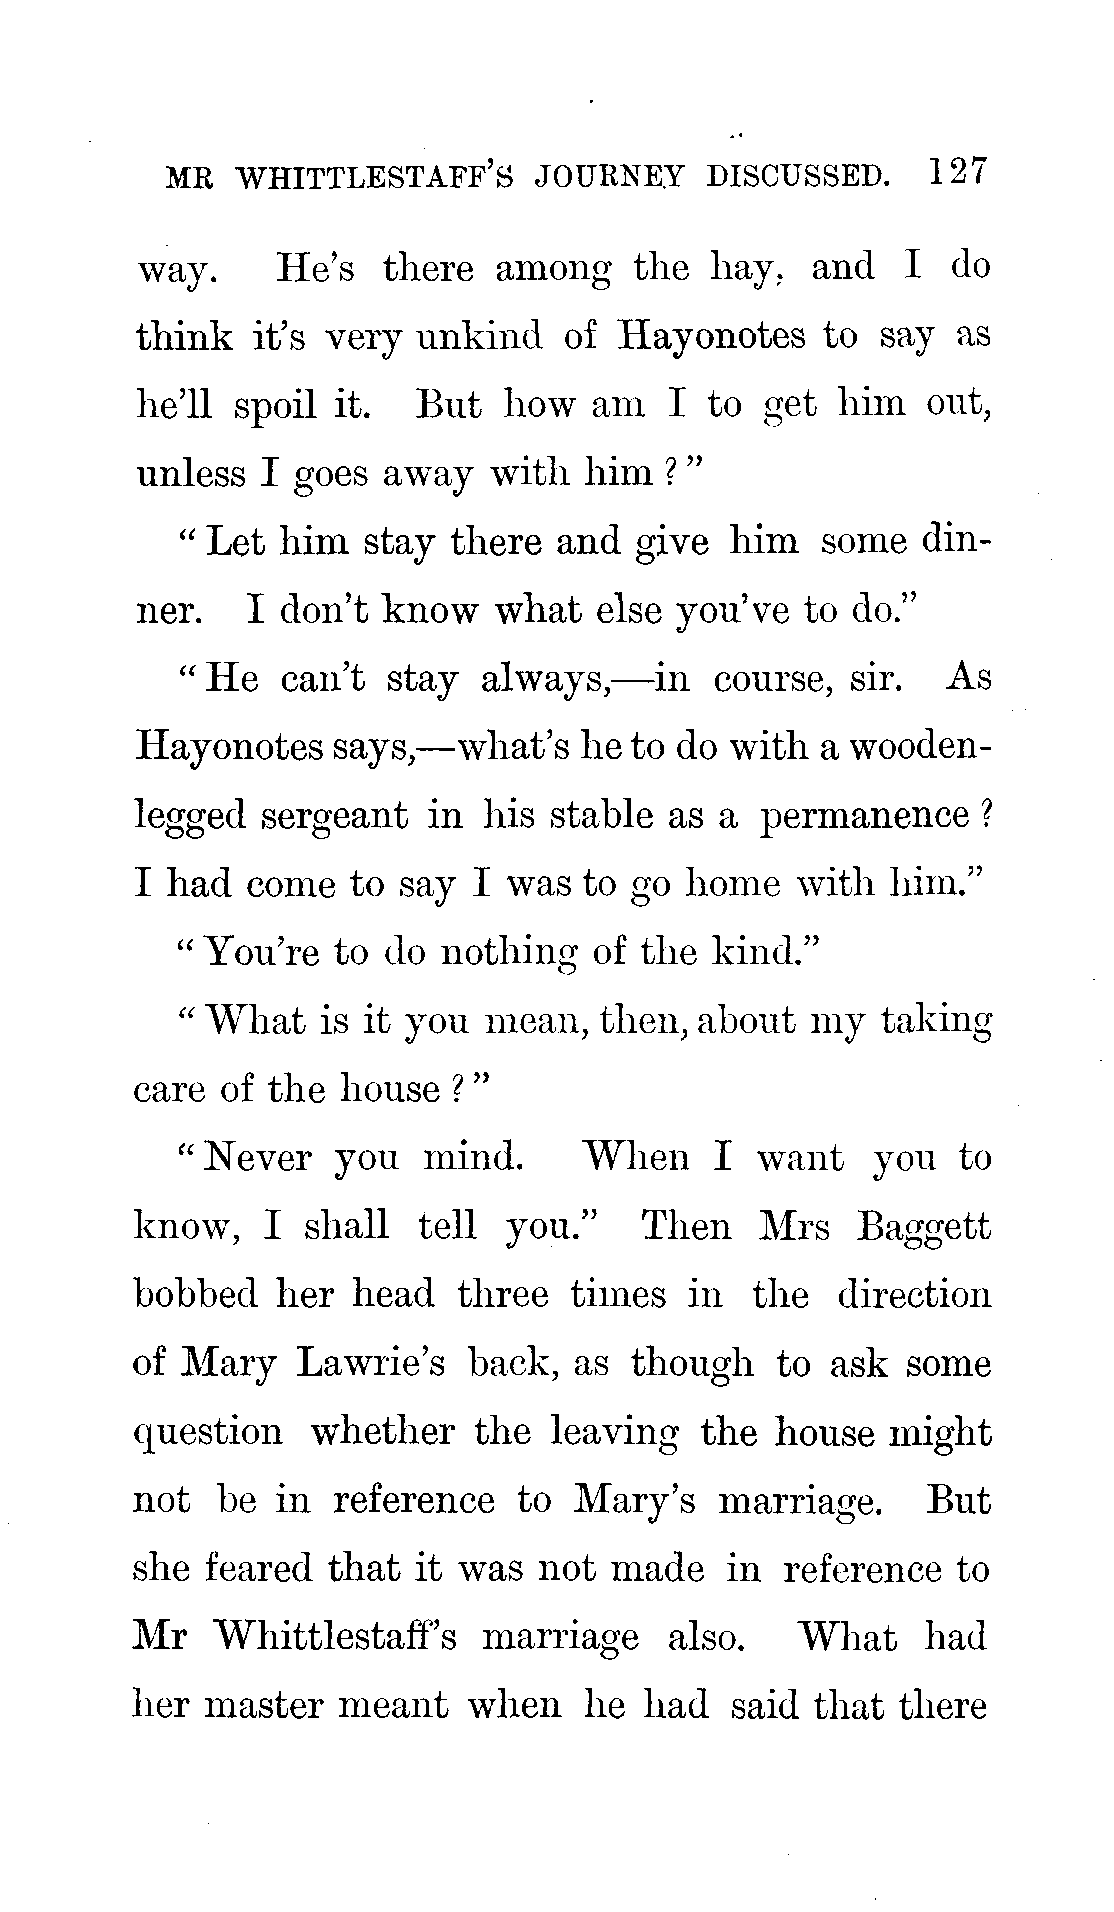 MR WHITTLESTAFF'S JOURNEY DISCUSSED. 127
way. He's there among the hay, and I do
think it's very unkind of Hayonotes to say as
he'll spoil it. But how am I to get him out,
unless I goes away with him?"
"Let him stay there and give him some din-
ner. I don't know what else you've to do."
"He can't stay always,—in course, sir. As
Hayonotes says,—what's he to do with a wooden-
legged sergeant in his stable as a permanence?
I had come to say I was to go home with him."
"You're to do nothing of the kind."
"What is it you mean, then, about my taking
care of the house?"
"Never you mind. When I want you to
know, I shall tell you." Then Mrs Baggett
bobbed her head three times in the direction
of Mary Lawrie's back, as though to ask some
question whether the leaving the house might
not be in reference to Mary's marriage. But
she feared that it was not made in reference to
Mr Whittlestaff's marriage also. What had
her master meant when he had said that there